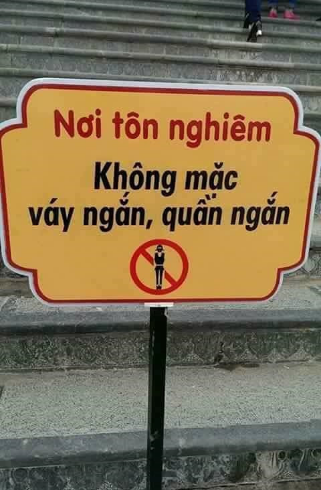 Nơi tôn nghiêm
Không mặc
váy ngắn, quần ngắn